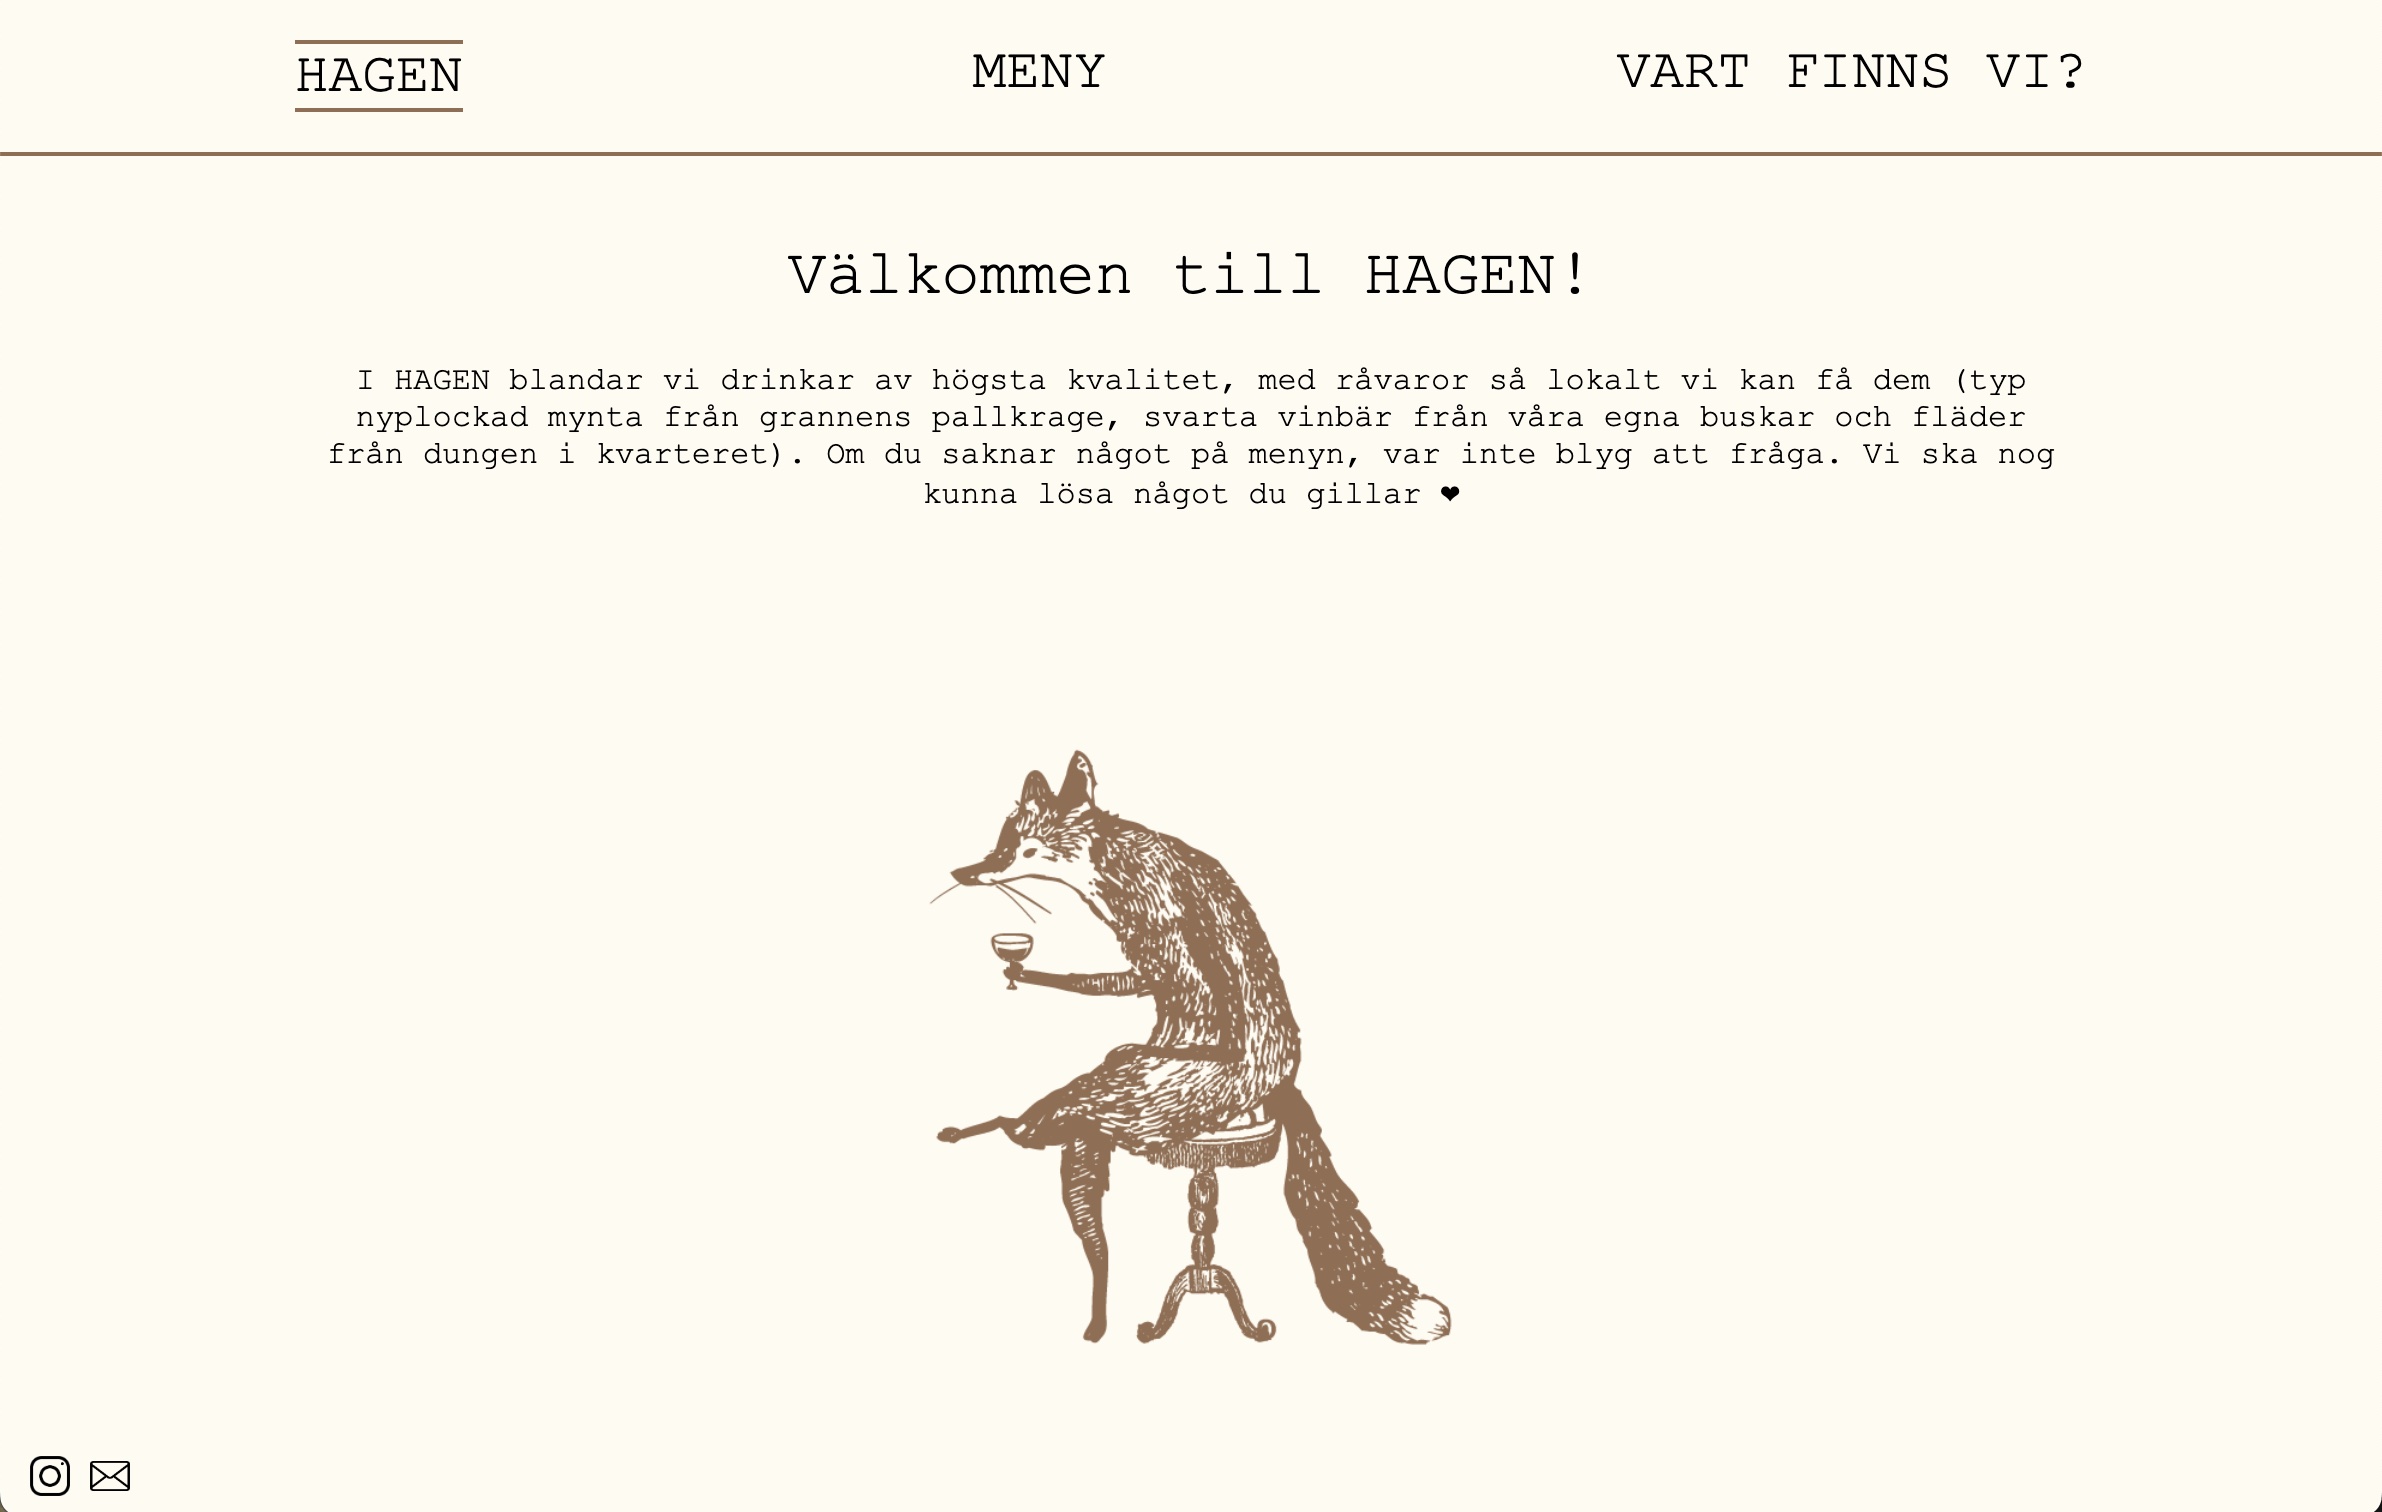 HAGEN
MENY
VART FINNS VI?
Välkommen till HAGEN!
I HAGEN blandar vi drinkar av högsta kvalitet, med råvaror så lokalt vi kan få dem (typ
nyplockad mynta från grannens pallkrage, svarta vinbär från våra egna buskar och fläder
från dungen i kvarteret). Om du saknar något på menyn, var inte blyg att fråga. Vi ska nog
kunna lösa något du gillar ❤